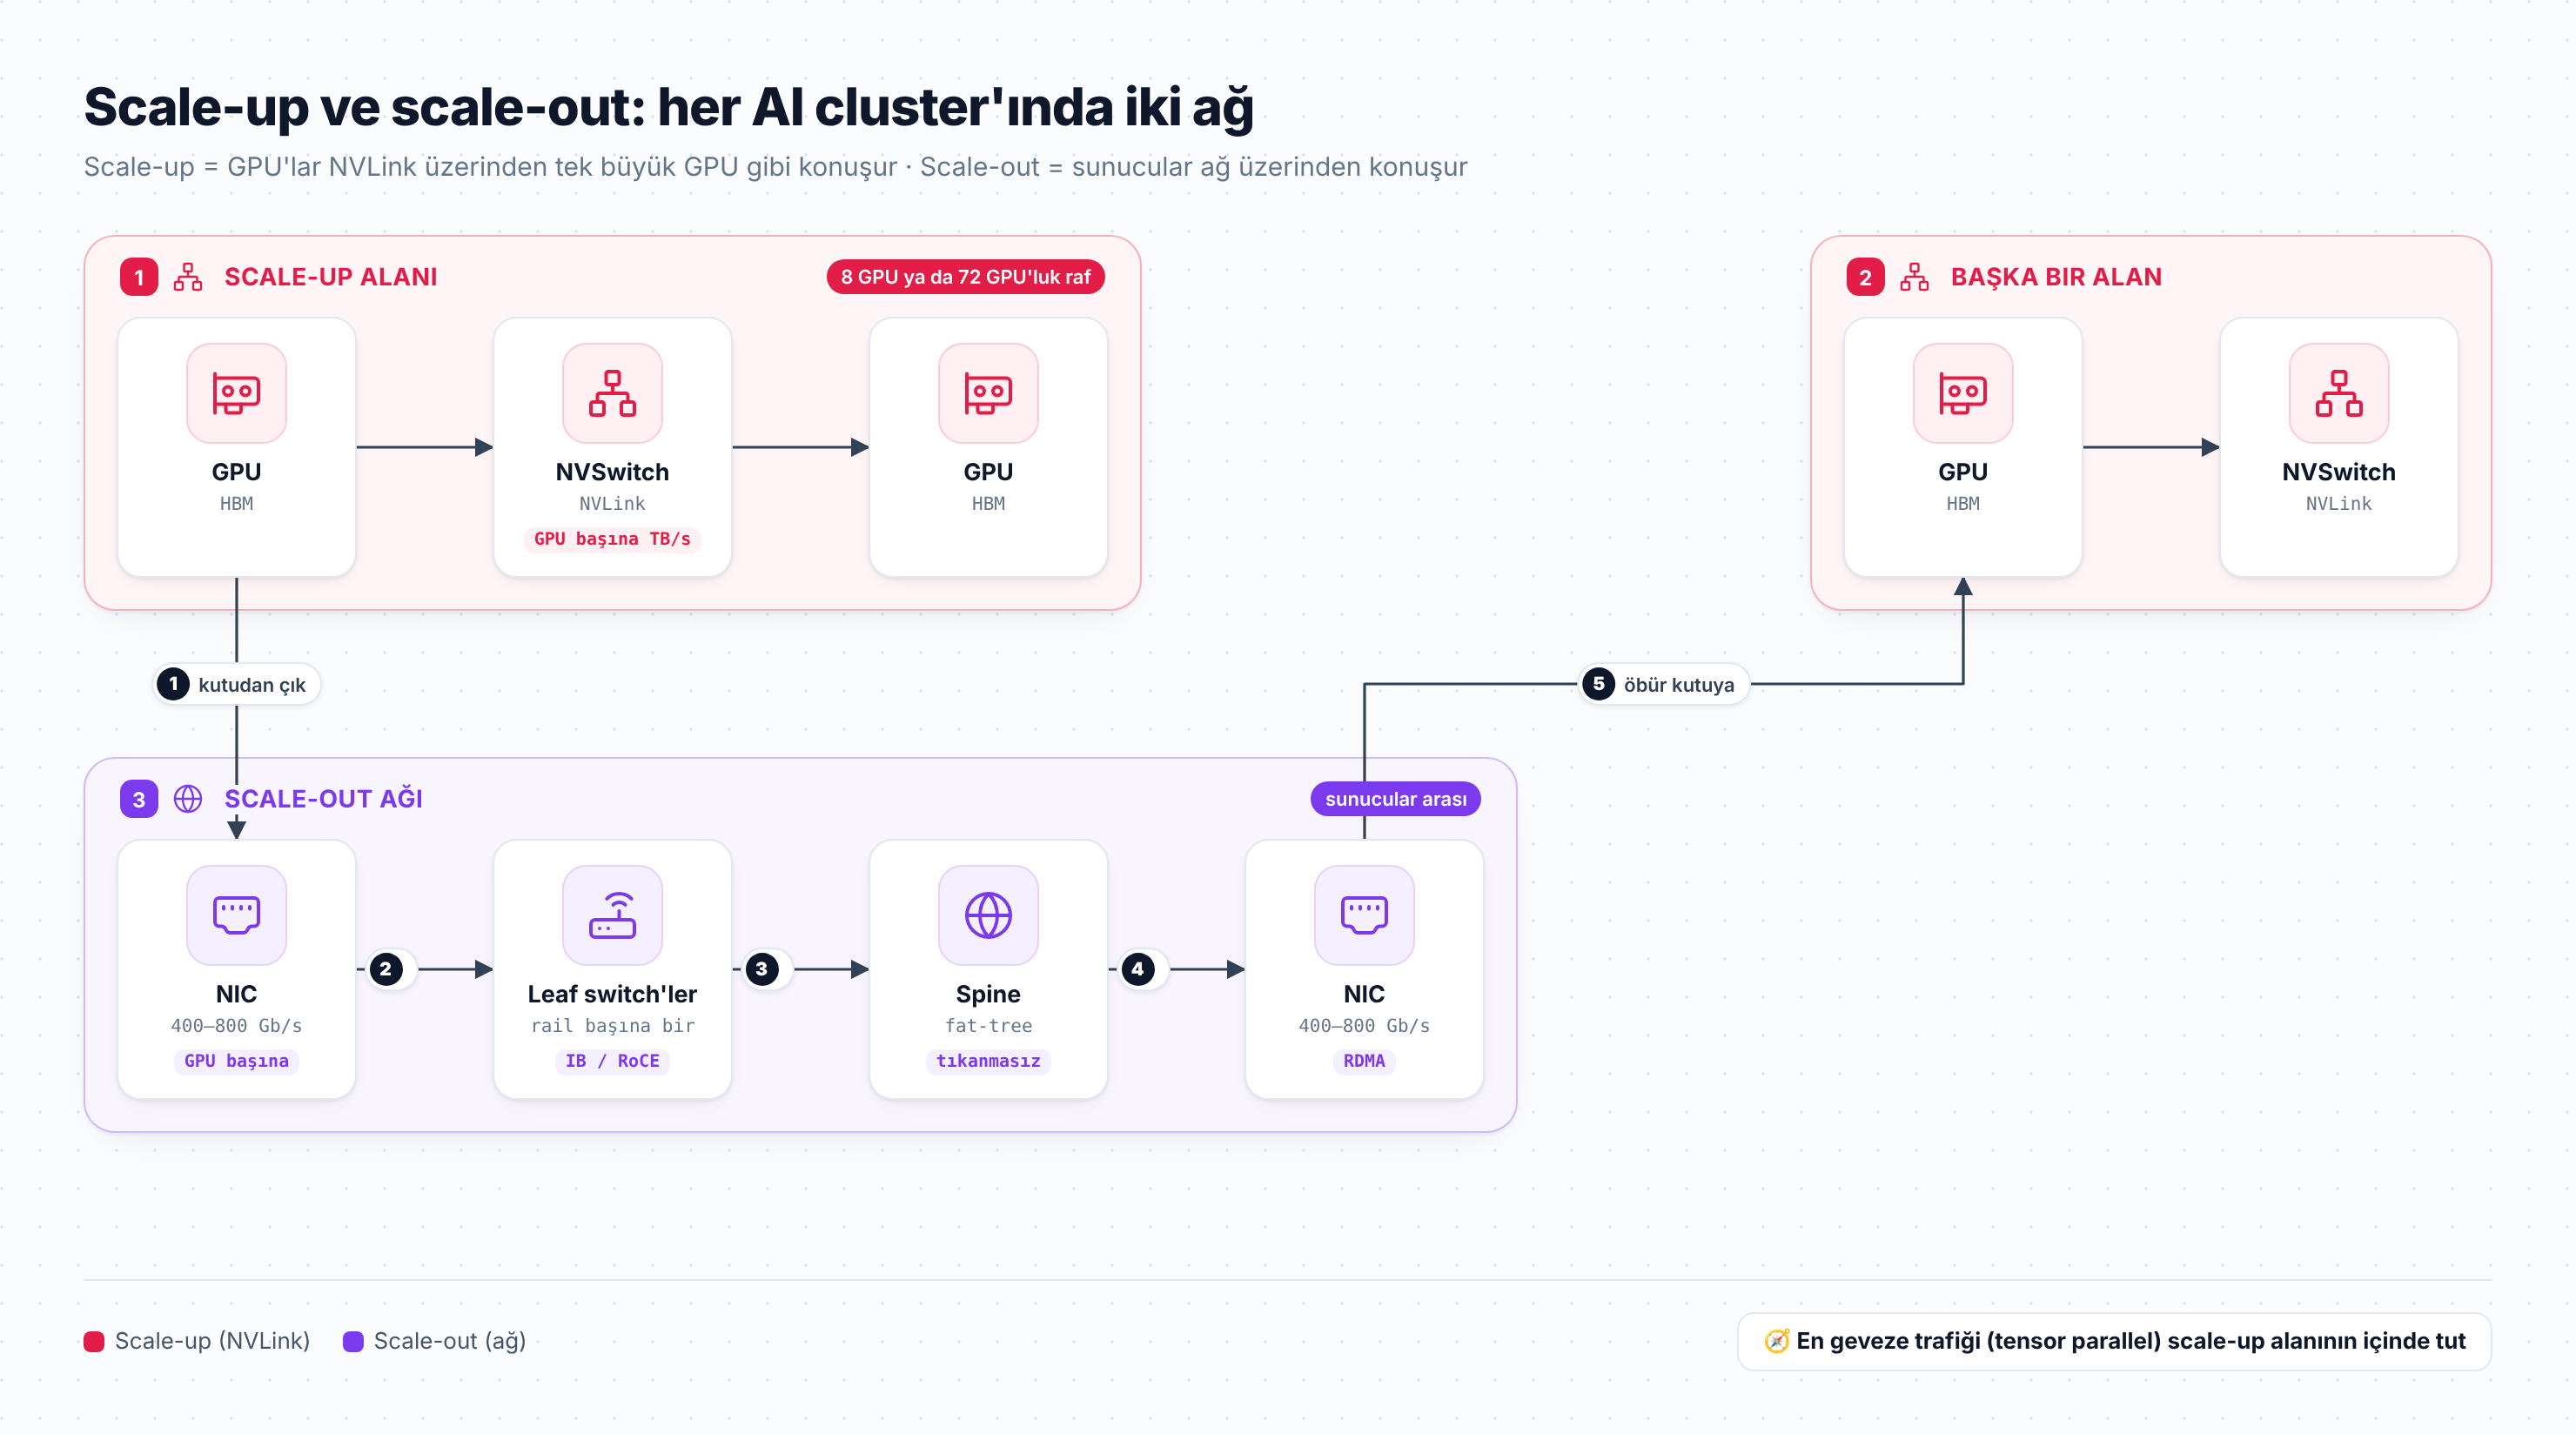 Scale-up ve scale-out: her AI cluster'ında iki ağ
Scale-up = GPU'lar NVLink üzerinden tek büyük GPU gibi konuşur · Scale-out = sunucular ağ üzerinden konuşur
1 SCALE-UP ALANI
8 GPU ya da 72 GPU'luk raf
GPU
HBM
NVSwitch
NVLink
GPU başına TB/s
GPU
HBM
2 BAŞKA BIR ALAN
GPU
HBM
NVSwitch
NVLink
1 kutudan çık
5 öbür kutuya
3 SCALE-OUT AĞI
sunucular arası
NIC
400–800 Gb/s
GPU başına
2
Leaf switch'ler
rail başına bir
IB / RoCE
3
Spine
fat-tree
tıkanmasız
4
NIC
400–800 Gb/s
RDMA
Scale-up (NVLink)
Scale-out (ağ)
🧭 En geveze trafiği (tensor parallel) scale-up alanının içinde tut